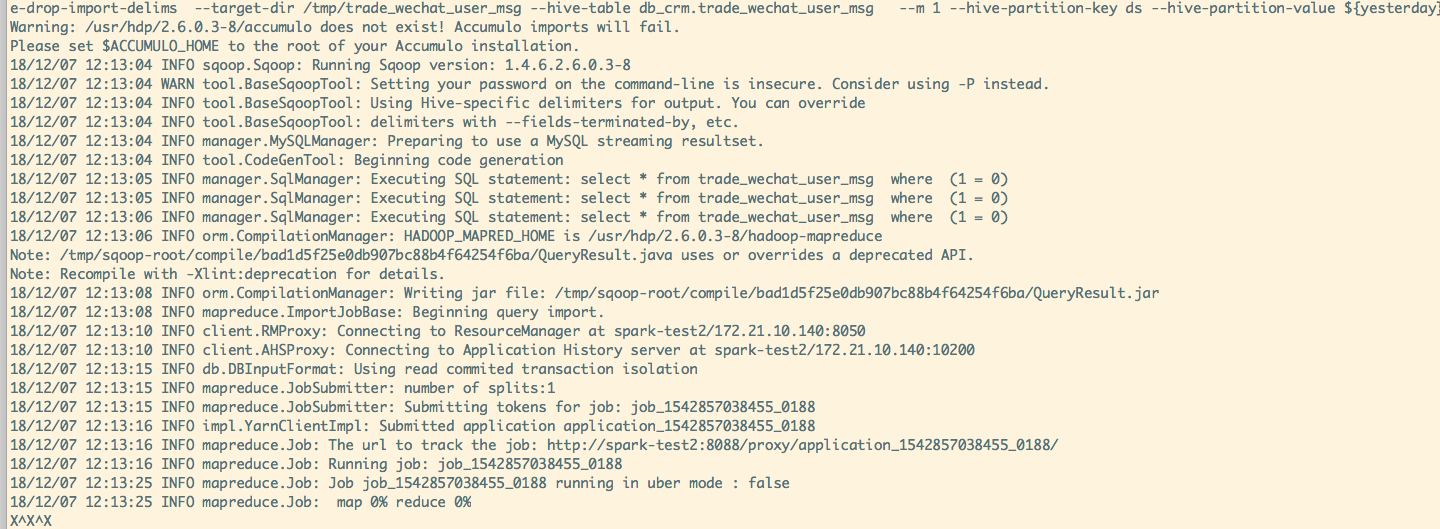 e-drop-import-delims  --target-dir /tmp/trade_wechat_user_msg --hive-table db_crm.trade_wechat_user_msg   --m 1 --hive-partition-key ds --hive-partition-value ${yesterday}
Warning: /usr/hdp/2.6.0.3-8/accumulo does not exist! Accumulo imports will fail.
Please set $ACCUMULO_HOME to the root of your Accumulo installation.
18/12/07 12:13:04 INFO sqoop.Sqoop: Running Sqoop version: 1.4.6.2.6.0.3-8
18/12/07 12:13:04 WARN tool.BaseSqoopTool: Setting your password on the command-line is insecure. Consider using -P instead.
18/12/07 12:13:04 INFO tool.BaseSqoopTool: Using Hive-specific delimiters for output. You can override
18/12/07 12:13:04 INFO tool.BaseSqoopTool: delimiters with --fields-terminated-by, etc.
18/12/07 12:13:04 INFO manager.MySQLManager: Preparing to use a MySQL streaming resultset.
18/12/07 12:13:04 INFO tool.CodeGenTool: Beginning code generation
18/12/07 12:13:05 INFO manager.SqlManager: Executing SQL statement: select * from trade_wechat_user_msg  where  (1 = 0)
18/12/07 12:13:05 INFO manager.SqlManager: Executing SQL statement: select * from trade_wechat_user_msg  where  (1 = 0)
18/12/07 12:13:06 INFO manager.SqlManager: Executing SQL statement: select * from trade_wechat_user_msg  where  (1 = 0)
18/12/07 12:13:06 INFO orm.CompilationManager: HADOOP_MAPRED_HOME is /usr/hdp/2.6.0.3-8/hadoop-mapreduce
Note: /tmp/sqoop-root/compile/bad1d5f25e0db907bc88b4f64254f6ba/QueryResult.java uses or overrides a deprecated API.
Note: Recompile with -Xlint:deprecation for details.
18/12/07 12:13:08 INFO orm.CompilationManager: Writing jar file: /tmp/sqoop-root/compile/bad1d5f25e0db907bc88b4f64254f6ba/QueryResult.jar
18/12/07 12:13:08 INFO mapreduce.ImportJobBase: Beginning query import.
18/12/07 12:13:10 INFO client.RMProxy: Connecting to ResourceManager at spark-test2/172.21.10.140:8050
18/12/07 12:13:10 INFO client.AHSProxy: Connecting to Application History server at spark-test2/172.21.10.140:10200
18/12/07 12:13:15 INFO db.DBInputFormat: Using read commited transaction isolation
18/12/07 12:13:15 INFO mapreduce.JobSubmitter: number of splits:1
18/12/07 12:13:15 INFO mapreduce.JobSubmitter: Submitting tokens for job: job_1542857038455_0188
18/12/07 12:13:16 INFO impl.YarnClientImpl: Submitted application application_1542857038455_0188
18/12/07 12:13:16 INFO mapreduce.Job: The url to track the job: http://spark-test2:8088/proxy/application_1542857038455_0188/
18/12/07 12:13:16 INFO mapreduce.Job: Running job: job_1542857038455_0188
18/12/07 12:13:25 INFO mapreduce.Job: Job job_1542857038455_0188 running in uber mode : false
18/12/07 12:13:25 INFO mapreduce.Job:  map 0% reduce 0%
X^X^X